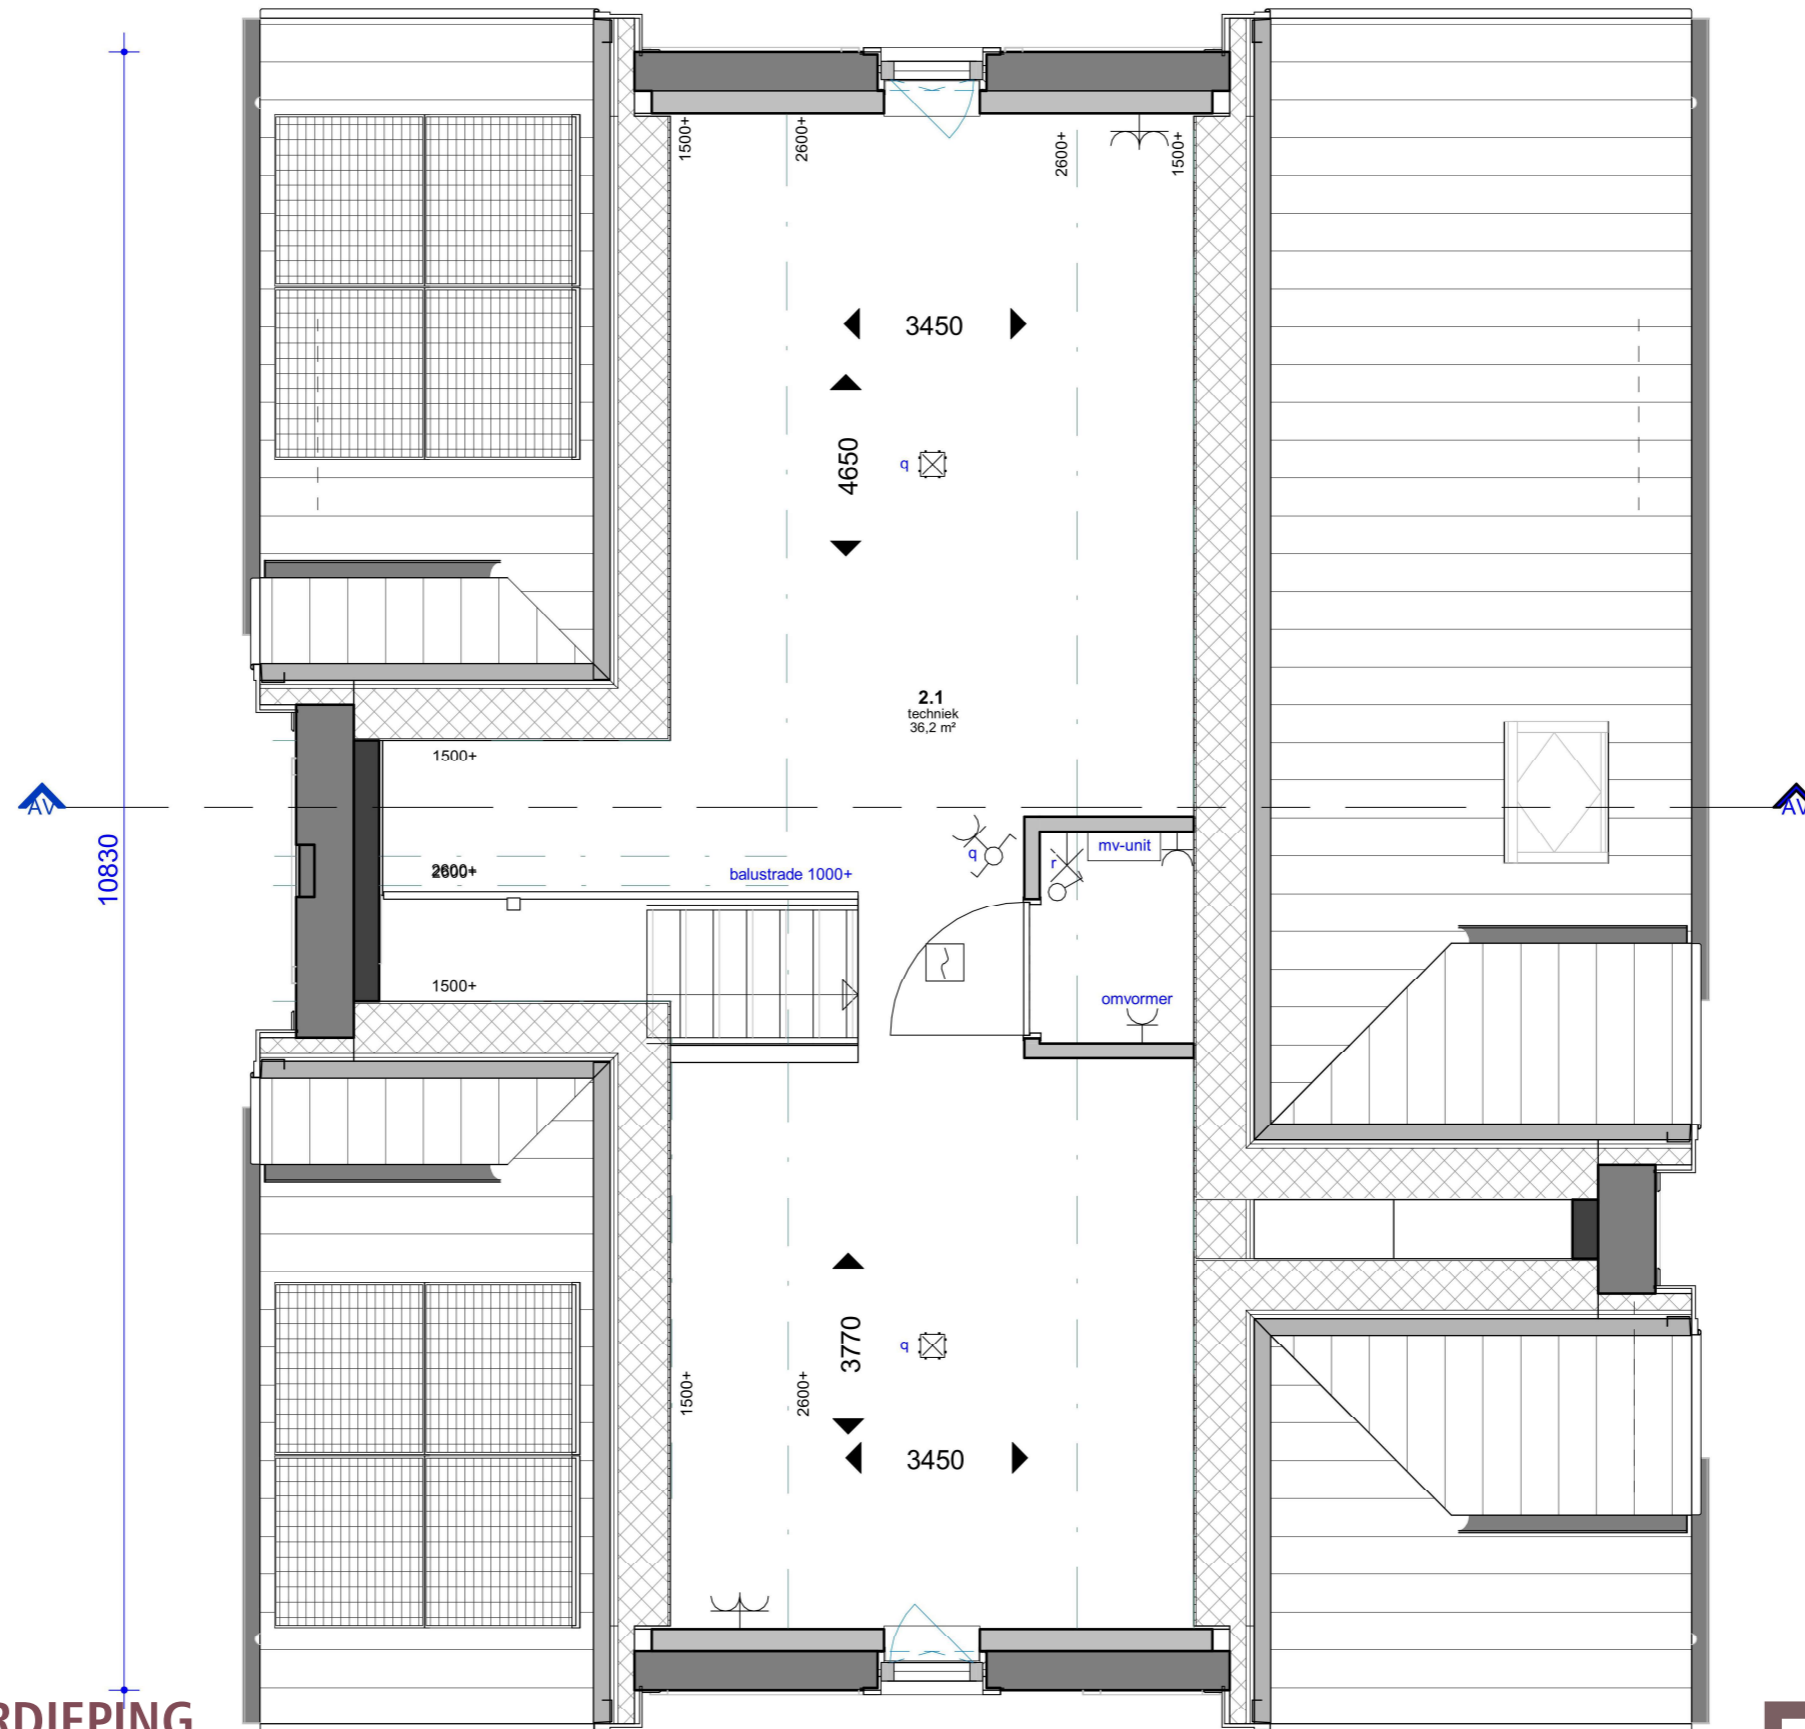 1500+
2600+
2600+
1500+
3450
4650
q
2.1
techniek
36,2 m²
1500+
AV
AV
10830
2600+
balustrade 1000+
q
r
mv-unit
1500+
omvormer
3770
q
1500+
2600+
3450
RDIEPING